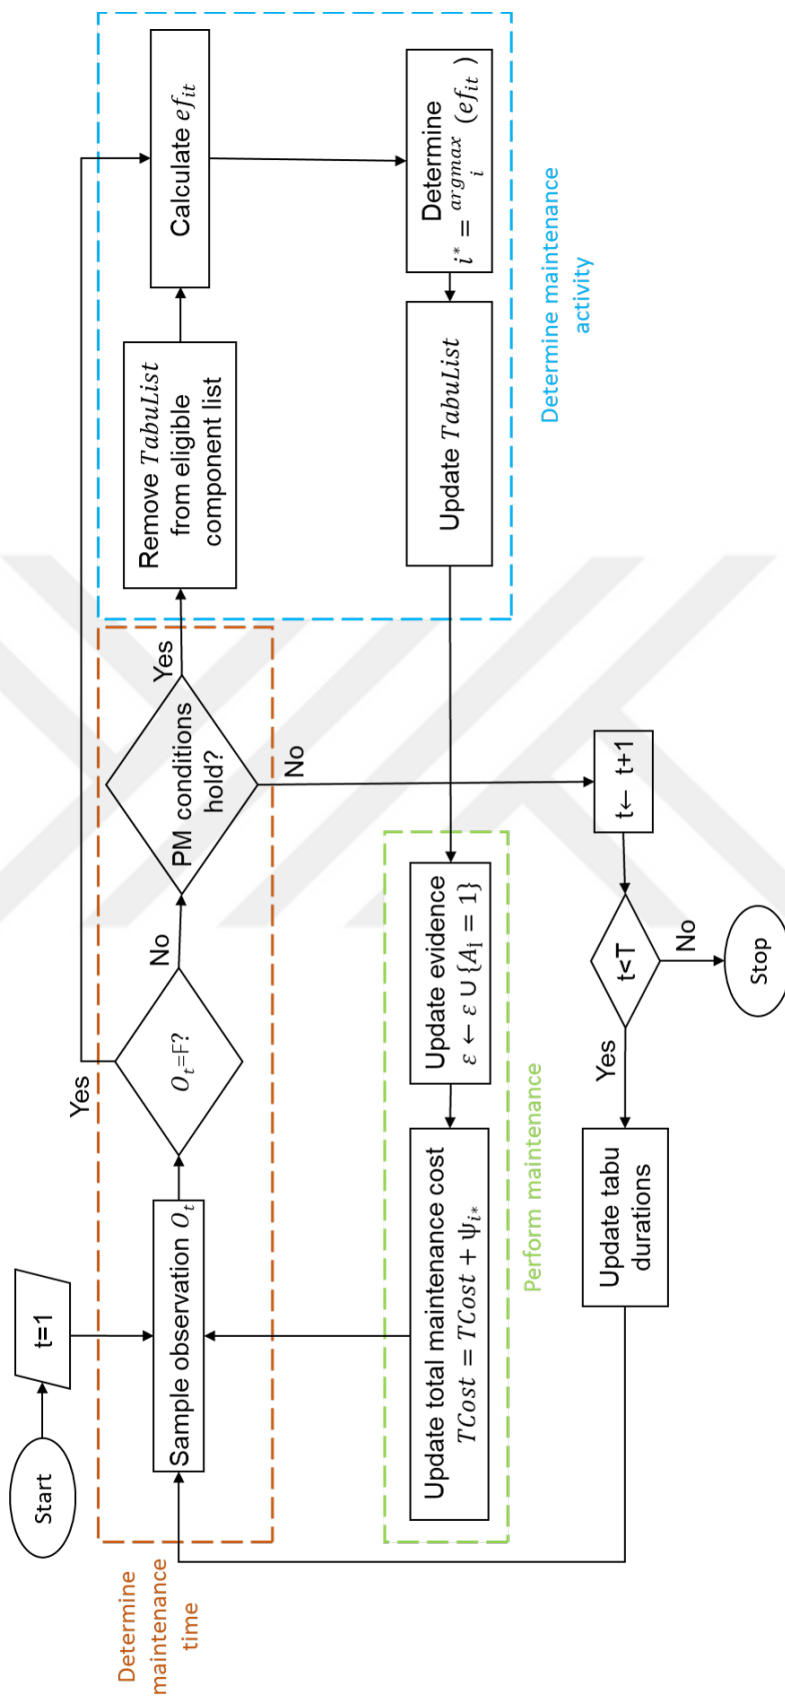 Start
t=1
Determine
maintenance
time
Sample observation O_t
O_t=F?
Yes
No
PM conditions
hold?
Yes
No
Remove TabuList
from eligible
component list
Calculate ef_it
Determine
i* = argmax (ef_it)
i
Update TabuList
Determine maintenance
activity
Update evidence
ε ← ε ∪ {A_i = 1}
Update total maintenance cost
TCost = TCost + ψ_i*
Perform maintenance
t← t+1
t<T
Yes
No
Stop
Update tabu
durations